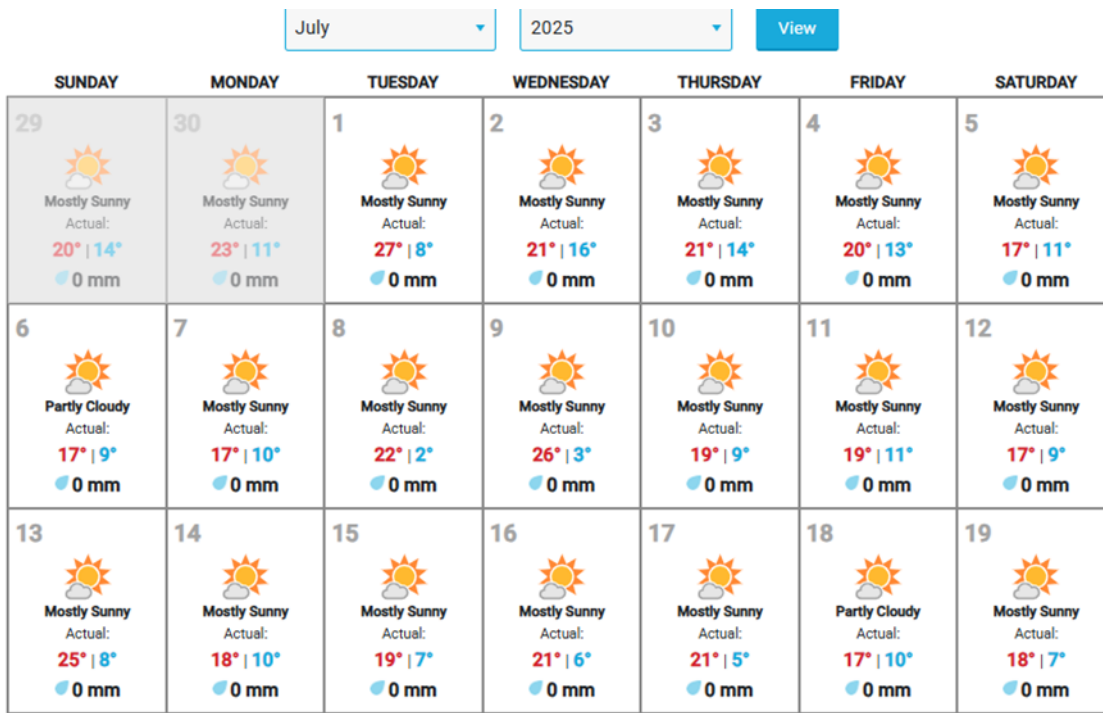 July 2025 View
SUNDAY MONDAY TUESDAY WEDNESDAY THURSDAY FRIDAY SATURDAY
29 30 1 2 3 4 5
Mostly Sunny Mostly Sunny Mostly Sunny Mostly Sunny Mostly Sunny Mostly Sunny Mostly Sunny
Actual: Actual: Actual: Actual: Actual: Actual: Actual:
20° | 14° 23° | 11° 27° | 8° 21° | 16° 21° | 14° 20° | 13° 17° | 11°
0 mm 0 mm 0 mm 0 mm 0 mm 0 mm 0 mm
6 7 8 9 10 11 12
Partly Cloudy Mostly Sunny Mostly Sunny Mostly Sunny Mostly Sunny Mostly Sunny Mostly Sunny
Actual: Actual: Actual: Actual: Actual: Actual: Actual:
17° | 9° 17° | 10° 22° | 2° 26° | 3° 19° | 9° 19° | 11° 17° | 9°
0 mm 0 mm 0 mm 0 mm 0 mm 0 mm 0 mm
13 14 15 16 17 18 19
Mostly Sunny Mostly Sunny Mostly Sunny Mostly Sunny Mostly Sunny Partly Cloudy Mostly Sunny
Actual: Actual: Actual: Actual: Actual: Actual: Actual:
25° | 8° 18° | 10° 19° | 7° 21° | 6° 21° | 5° 17° | 10° 18° | 7°
0 mm 0 mm 0 mm 0 mm 0 mm 0 mm 0 mm